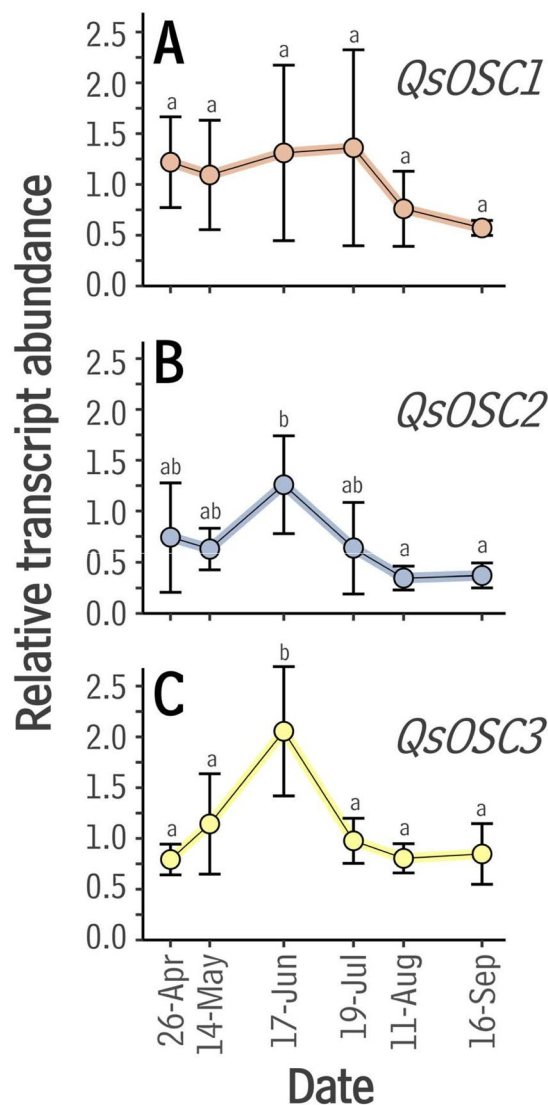 Relative transcript abundance
A
QsOSC1
2.5
2.0
1.5
1.0
0.5
0.0
a
a
a
a
a
a
B
QsOSC2
2.5
2.0
1.5
1.0
0.5
0.0
ab
ab
b
ab
a
a
C
QsOSC3
2.5
2.0
1.5
1.0
0.5
0.0
a
a
b
a
a
a
26-Apr
14-May
17-Jun
19-Jul
11-Aug
16-Sep
Date